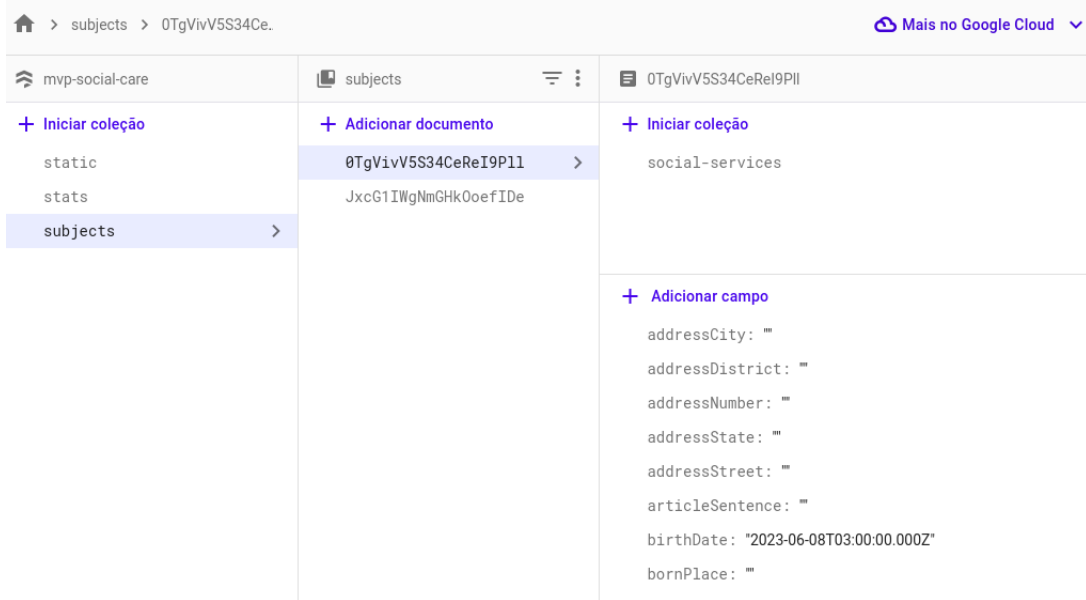 subjects > 0TgVivV5S34Ce..
Mais no Google Cloud
mvp-social-care
Iniciar coleção
static
stats
subjects
subjects
Adicionar documento
0TgVivV5S34CeReI9Pll
JxcG1IWgNmGHkOoefIDe
0TgVivV5S34CeReI9Pll
Iniciar coleção
social-services
Adicionar campo
addressCity: ""
addressDistrict: ""
addressNumber: ""
addressState: ""
addressStreet: ""
articleSentence: ""
birthDate: "2023-06-08T03:00:00.000Z"
bornPlace: ""